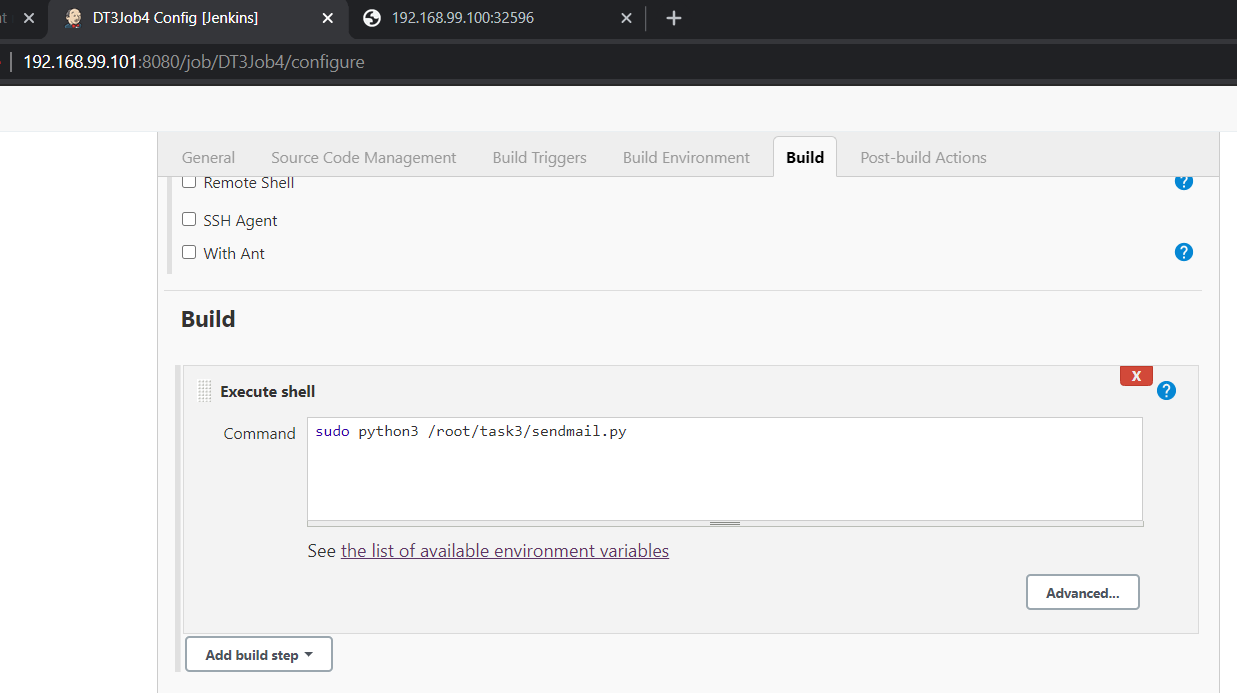 t
DT3Job4 Config [Jenkins]
192.168.99.100:32596
192.168.99.101:8080/job/DT3Job4/configure
General Source Code Management Build Triggers Build Environment Build Post-build Actions
Remote Shell ?
SSH Agent
With Ant ?
Build
X
Execute shell ?
Command sudo python3 /root/task3/sendmail.py
See the list of available environment variables
Advanced...
Add build step